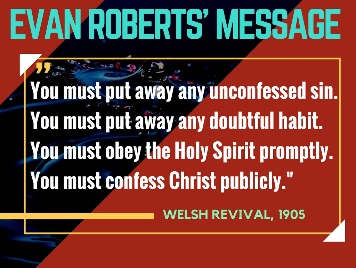 EVAN ROBERTS' MESSAGE
"
You must put away any unconfessed sin.
You must put away any doubtful habit.
You must obey the Holy Spirit promptly.
You must confess Christ publicly."
WELSH REVIVAL, 1905